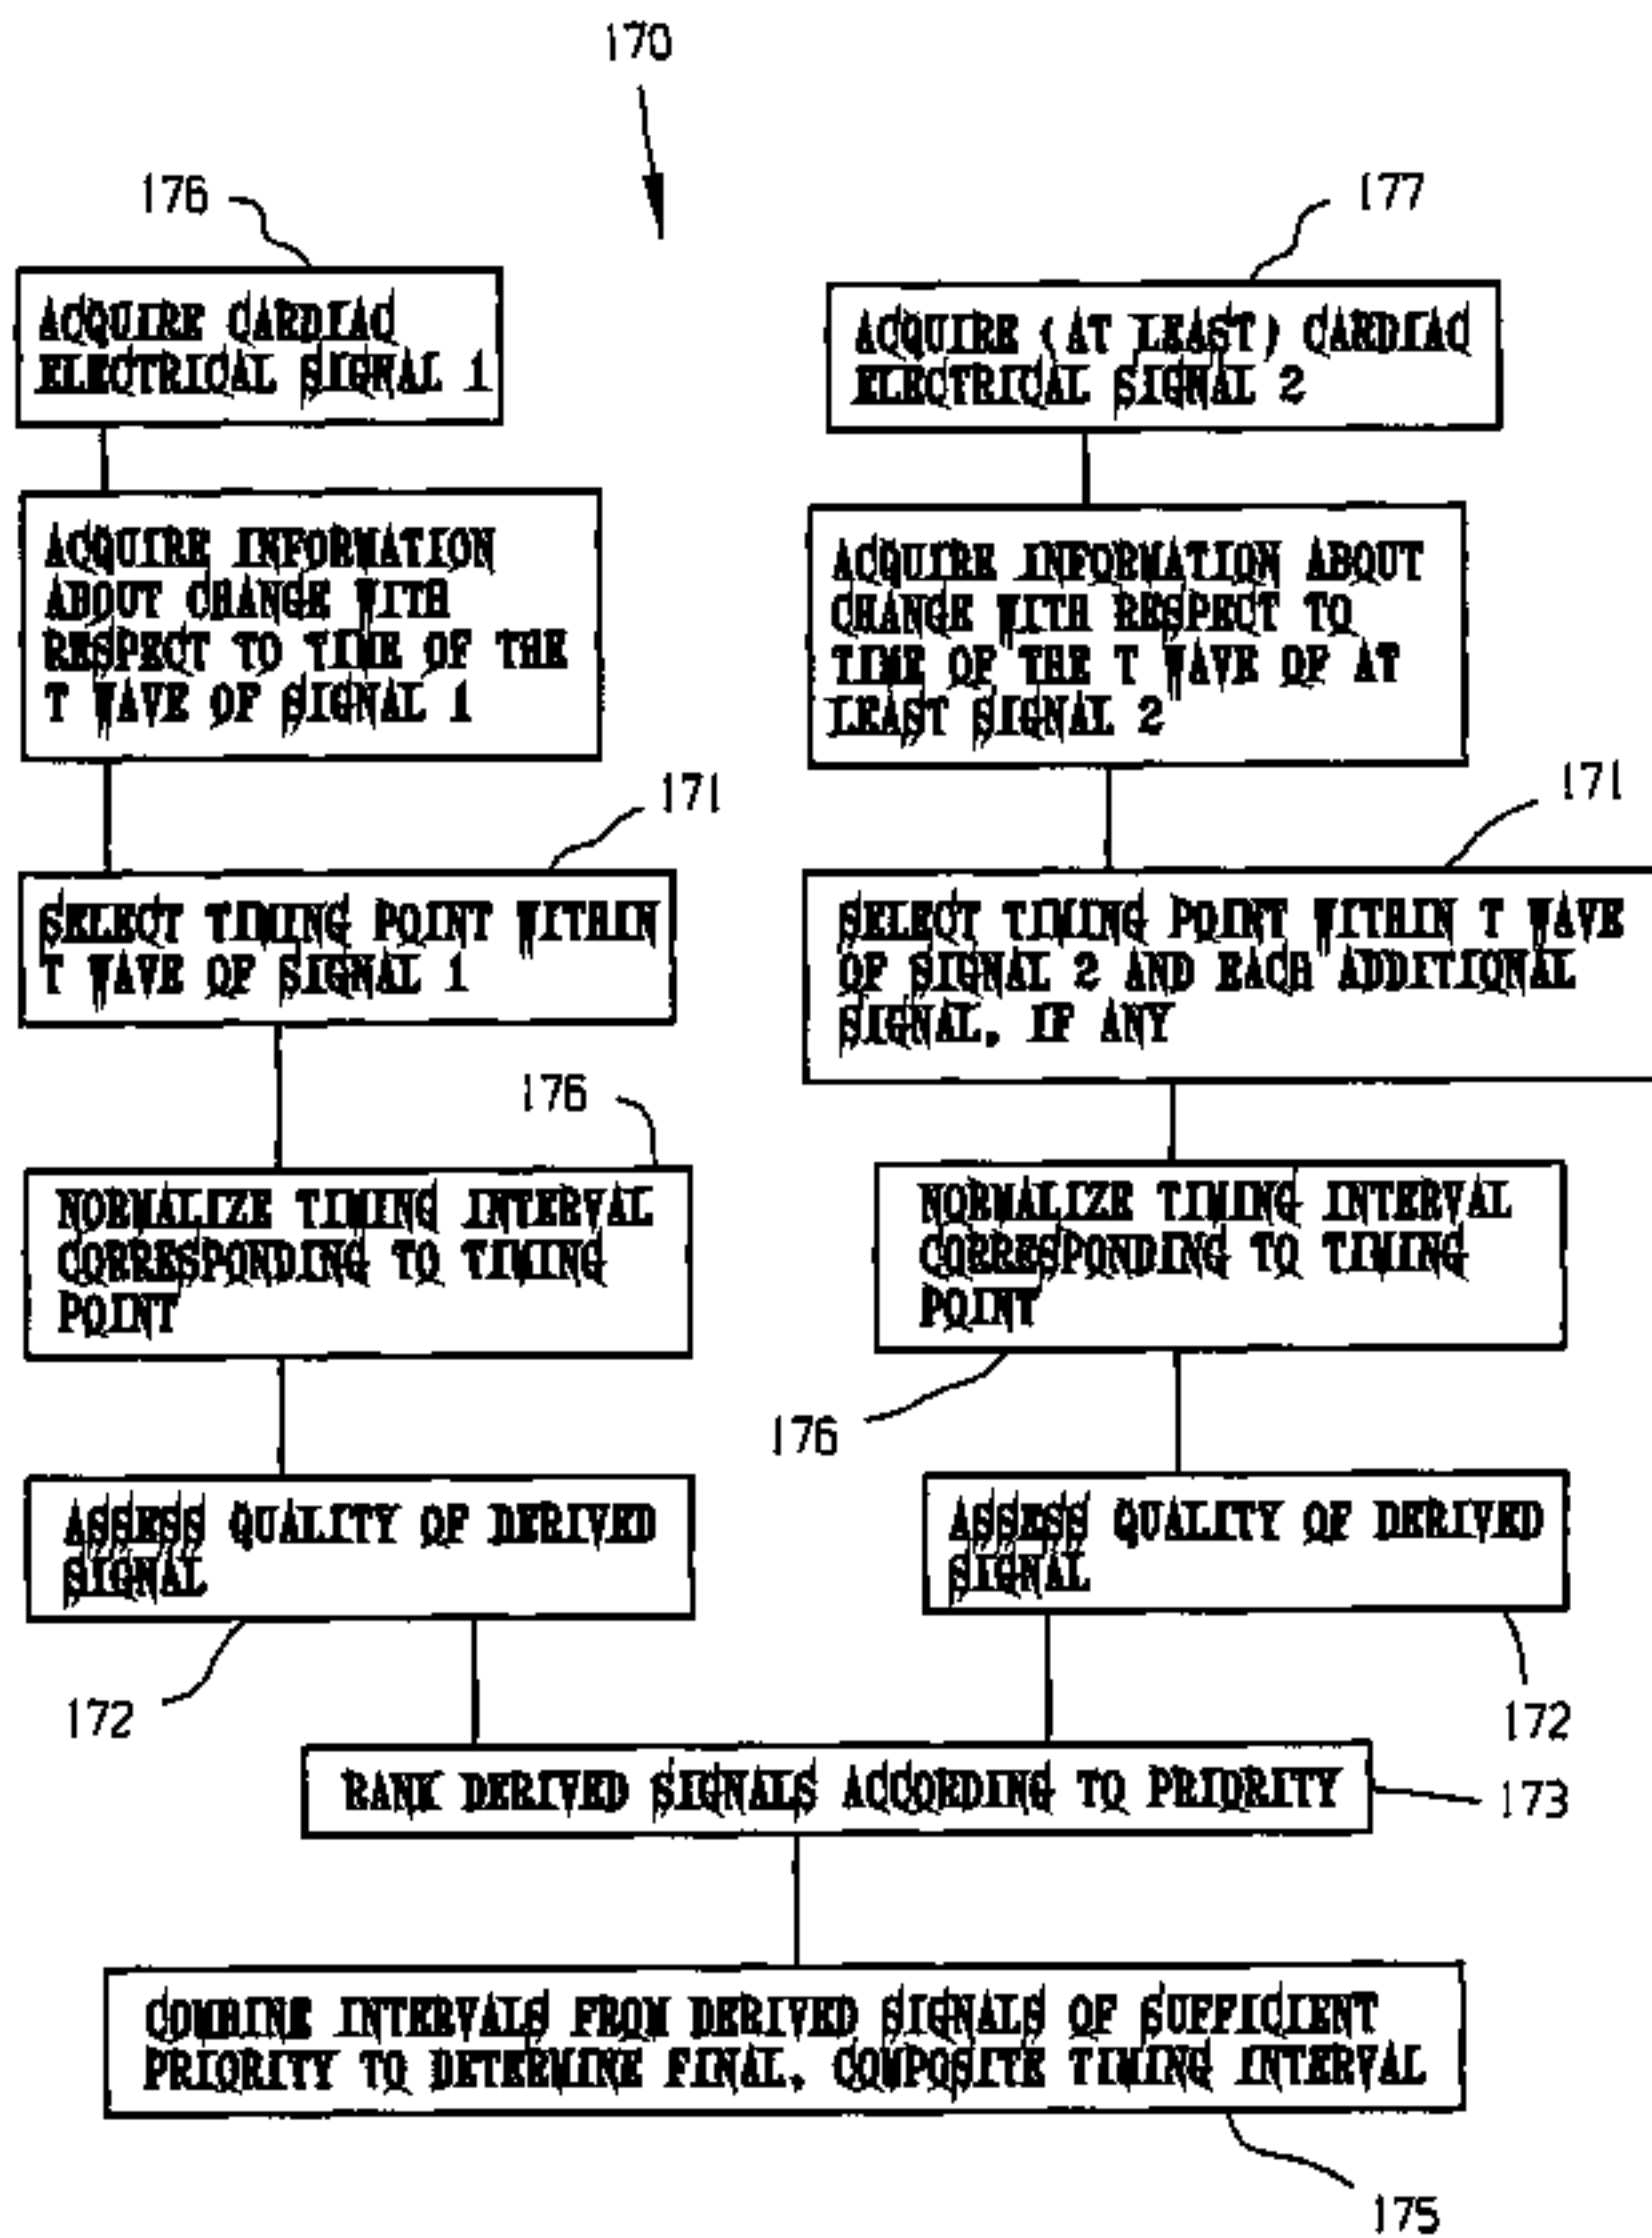 170
176
177
ACQUIRE CARDIAC
ELECTRICAL SIGNAL 1
ACQUIRE (AT LEAST) CARDIAC
ELECTRICAL SIGNAL 2
ACQUIRE INFORMATION
ABOUT CHANGE WITH
RESPECT TO TIME OF THE
T WAVE OF SIGNAL 1
ACQUIRE INFORMATION ABOUT
CHANGE WITH RESPECT TO
TIME OF THE T WAVE OF AT
LEAST SIGNAL 2
171
171
SELECT TIMING POINT WITHIN
T WAVE OF SIGNAL 1
SELECT TIMING POINT WITHIN T WAVE
OF SIGNAL 2 AND EACH ADDITIONAL
SIGNAL, IF ANY
176
NORMALIZE TIMING INTERVAL
CORRESPONDING TO TIMING
POINT
NORMALIZE TIMING INTERVAL
CORRESPONDING TO TIMING
POINT
176
ASSESS QUALITY OF DERIVED
SIGNAL
ASSESS QUALITY OF DERIVED
SIGNAL
172
172
RANK DERIVED SIGNALS ACCORDING TO PRIORITY
173
COMBINE INTERVALS FROM DERIVED SIGNALS OF SUFFICIENT
PRIORITY TO DETERMINE FINAL, COMPOSITE TIMING INTERVAL
175